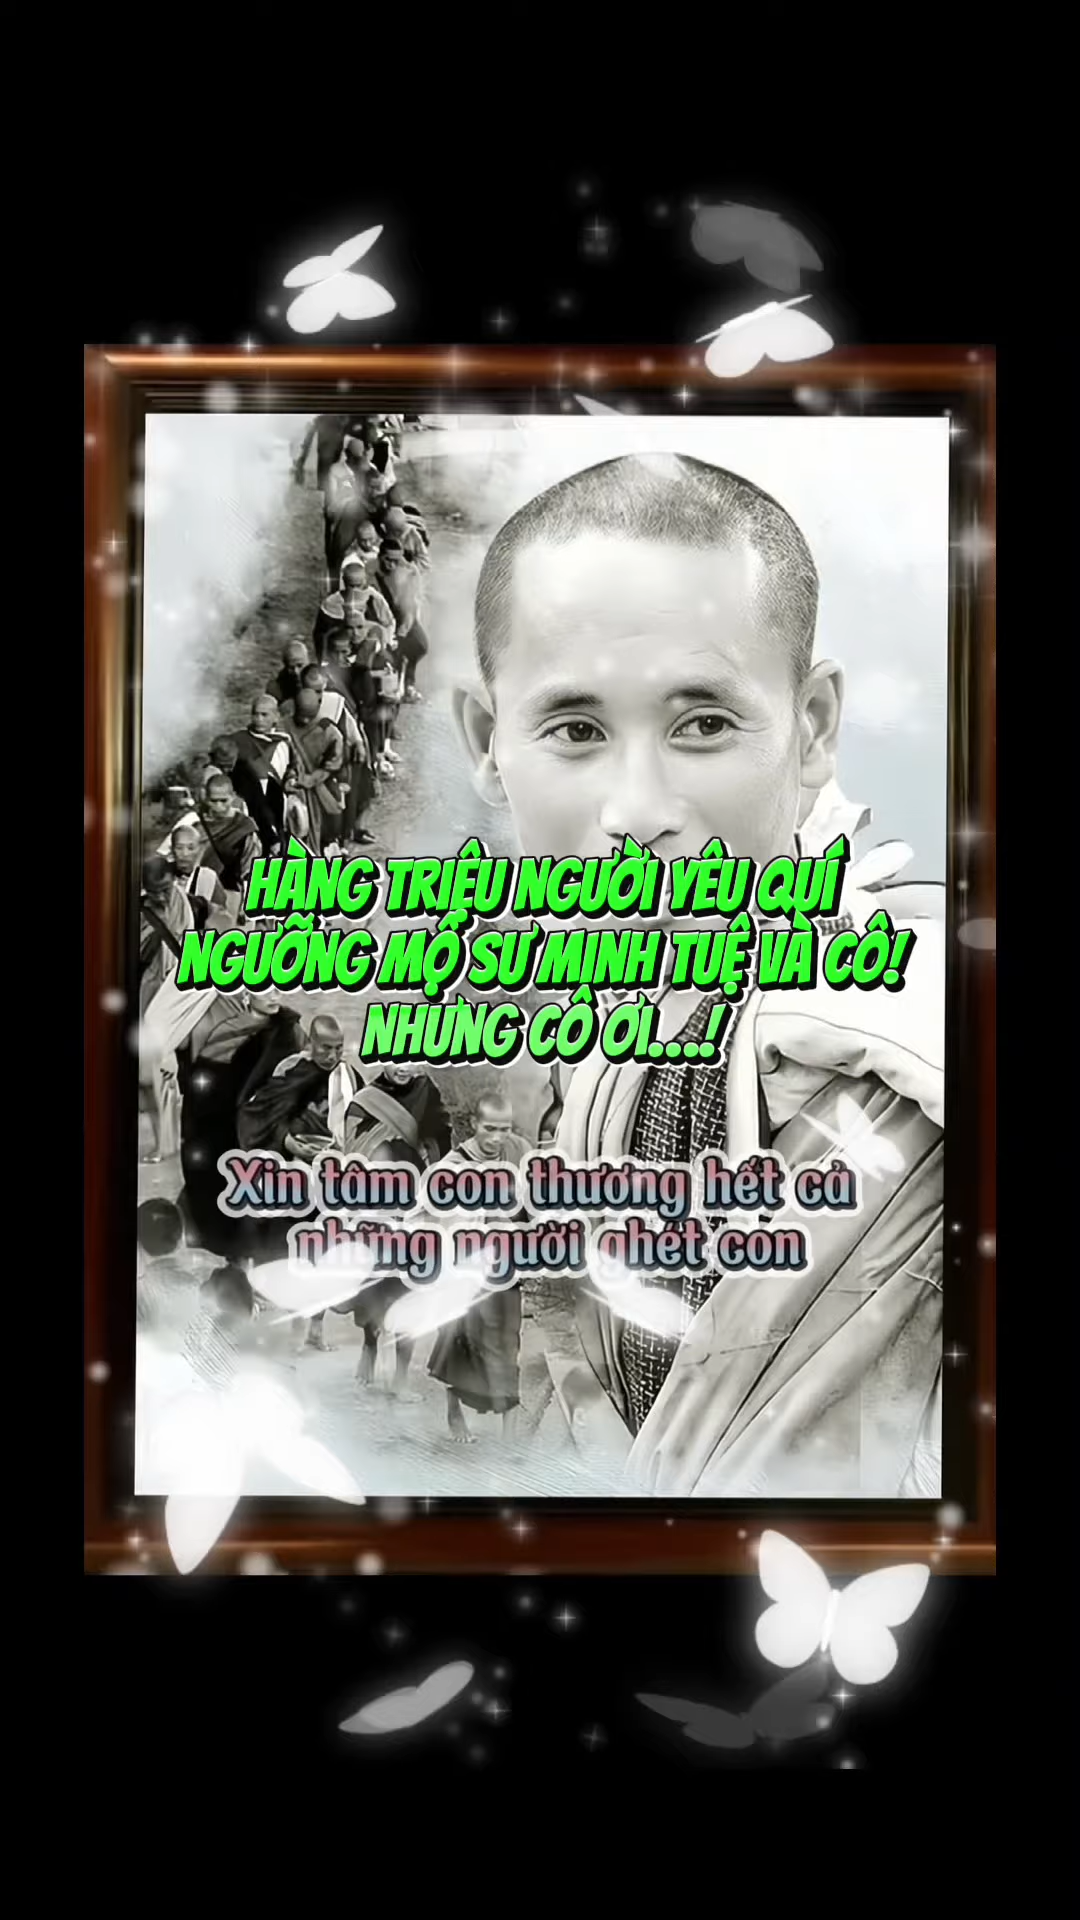 HÀNG TRIỆU NGƯỜI YÊU QUÍ
NGƯỠNG MỘ SƯ MINH TUỆ VÀ CÔ!
NHƯNG CÔ ƠI....!
Xin tâm con thương hết cả
những người ghét con